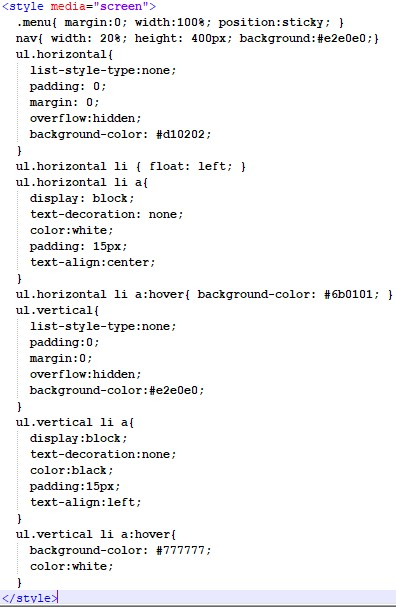 <style media="screen">
.menu{ margin:0; width:100%; position:sticky; }
nav{ width: 20%; height: 400px; background:#e2e0e0;}
ul.horizontal{
list-style-type:none;
padding: 0;
margin: 0;
overflow:hidden;
background-color: #d10202;
}
ul.horizontal li { float: left; }
ul.horizontal li a{
display: block;
text-decoration: none;
color:white;
padding: 15px;
text-align:center;
}
ul.horizontal li a:hover{ background-color: #6b0101; }
ul.vertical{
list-style-type:none;
padding:0;
margin:0;
overflow:hidden;
background-color:#e2e0e0;
}
ul.vertical li a{
display:block;
text-decoration:none;
color:black;
padding:15px;
text-align:left;
}
ul.vertical li a:hover{
background-color: #777777;
color:white;
}
</style>